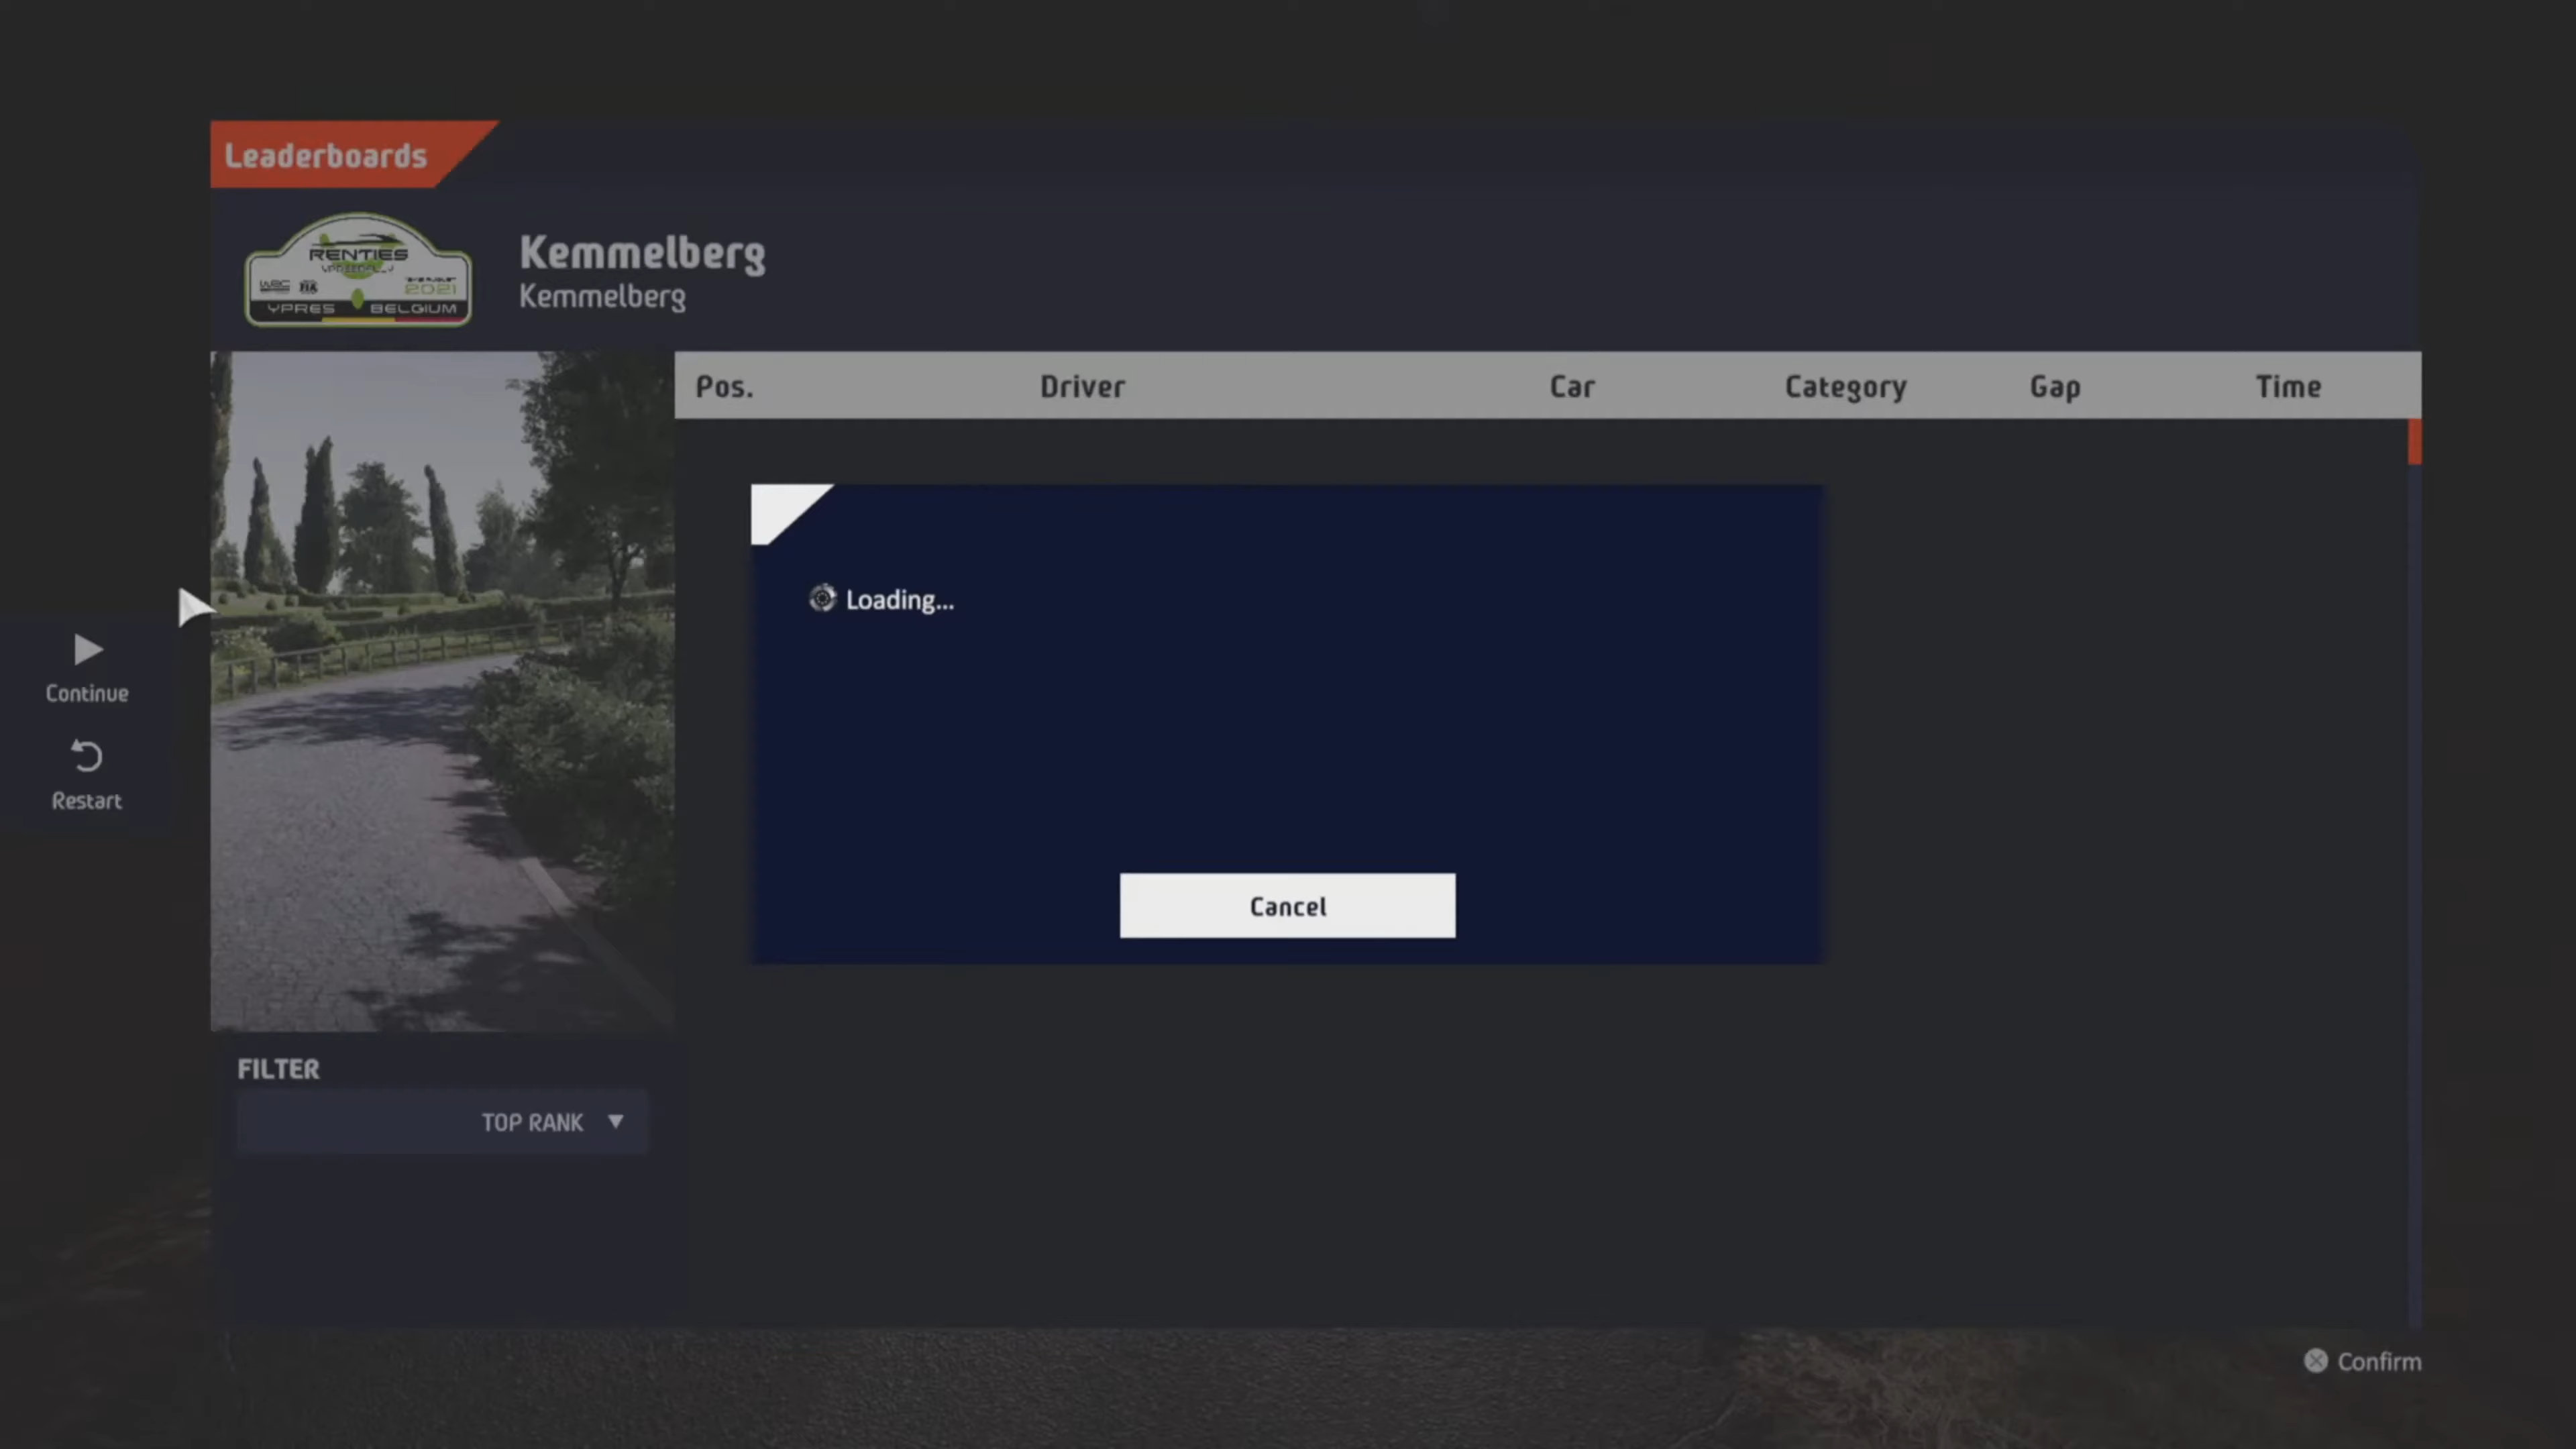 Leaderboards
RENTIES
2021
YPRES BELGIUM
Kemmelberg
Kemmelberg
Pos. Driver Car Category Gap Time
Loading...
Continue
Restart
Cancel
FILTER
TOP RANK
Confirm